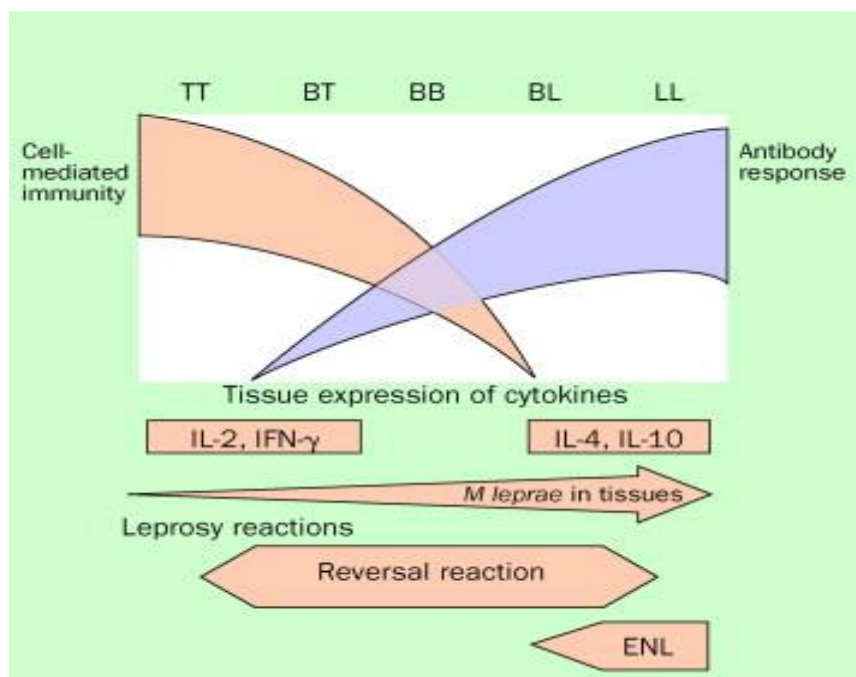 TT BT BB BL LL
Cell-
mediated
immunity
Antibody
response
Tissue expression of cytokines
IL-2, IFN-γ IL-4, IL-10
M leprae in tissues
Leprosy reactions
Reversal reaction
ENL